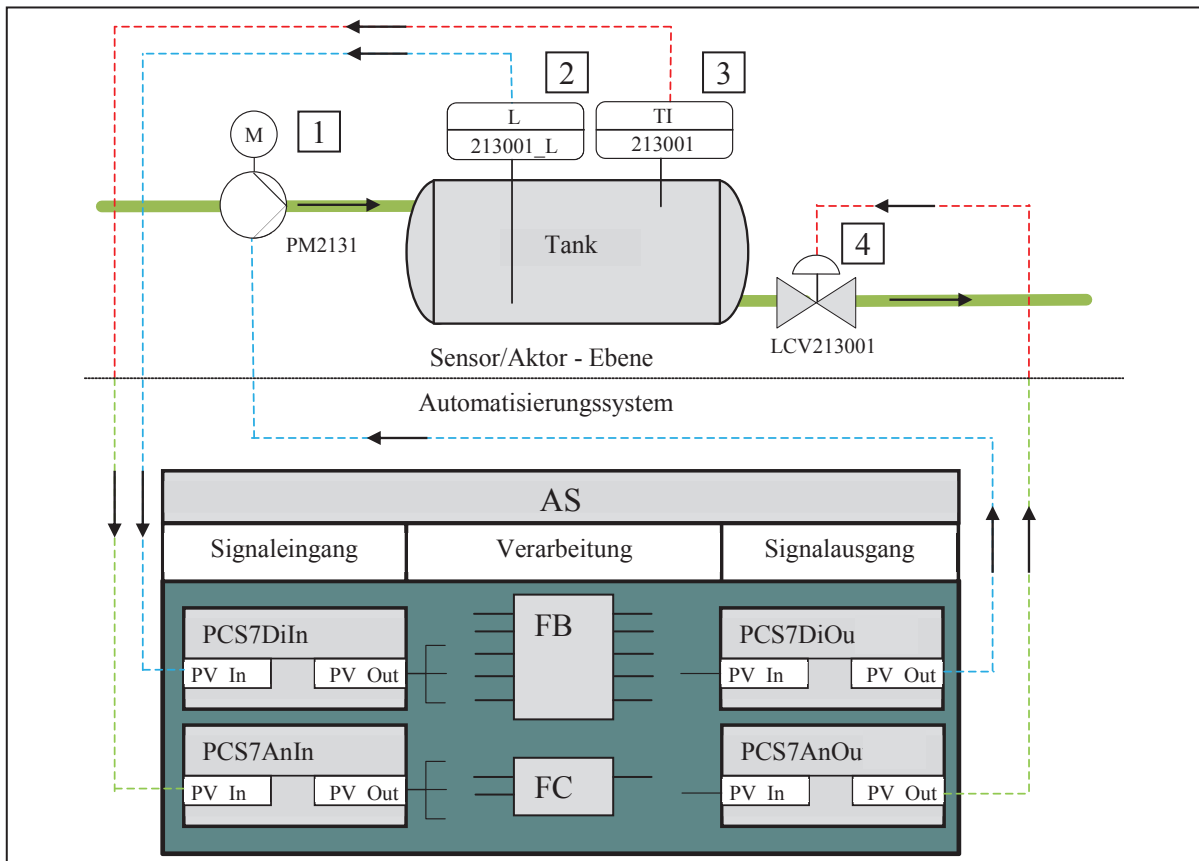 2
3
L
TI
213001_L
213001
M
1
PM2131
Tank
4
LCV213001
Sensor/Aktor - Ebene
Automatisierungssystem
AS
Signaleingang
Verarbeitung
Signalausgang
PCS7DiIn
PV In
PV Out
FB
PCS7DiOu
PV In
PV Out
PCS7AnIn
PV In
PV Out
FC
PCS7AnOu
PV In
PV Out